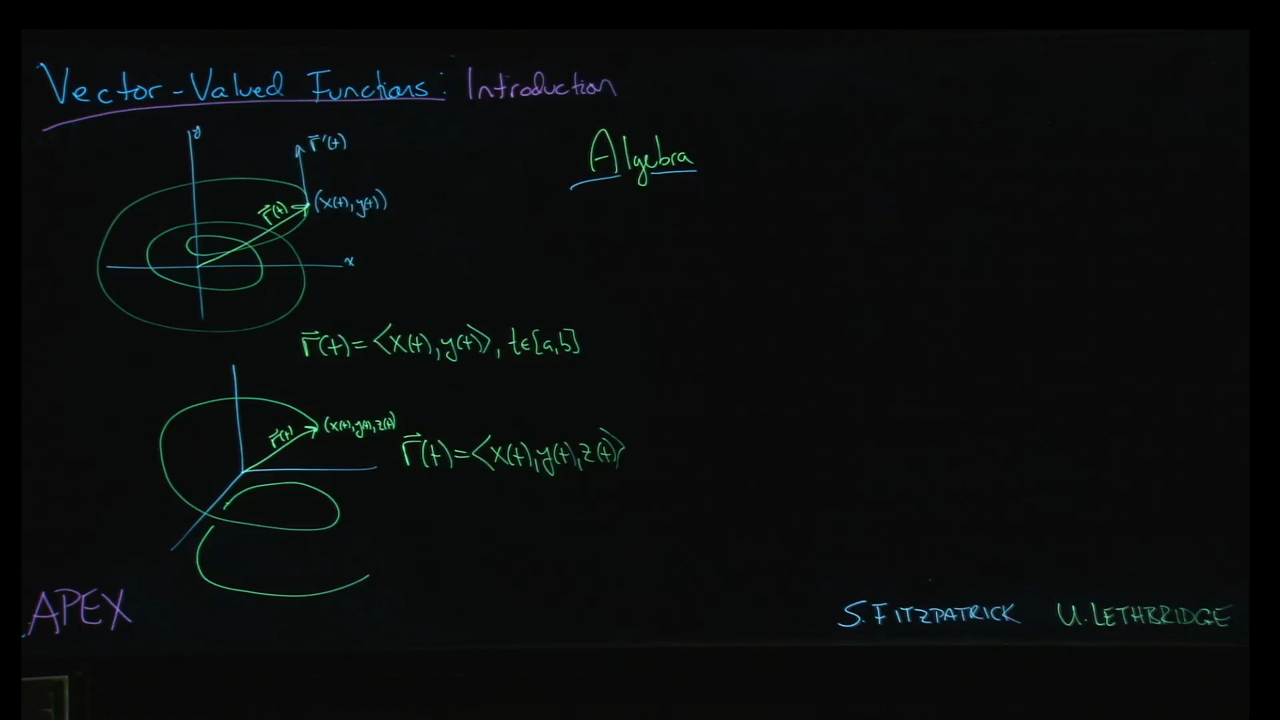 Vector-Valued Functions: Introduction
y
r⃗'(t)
Algebra
r⃗(t)
(x(t), y(t))
x
r⃗(t) = ⟨x(t), y(t)⟩, t∈[a,b]
r⃗(t)
(x(t), y(t), z(t))
r⃗(t) = ⟨x(t), y(t), z(t)⟩
APEX
S. FITZPATRICK U. LETHBRIDGE